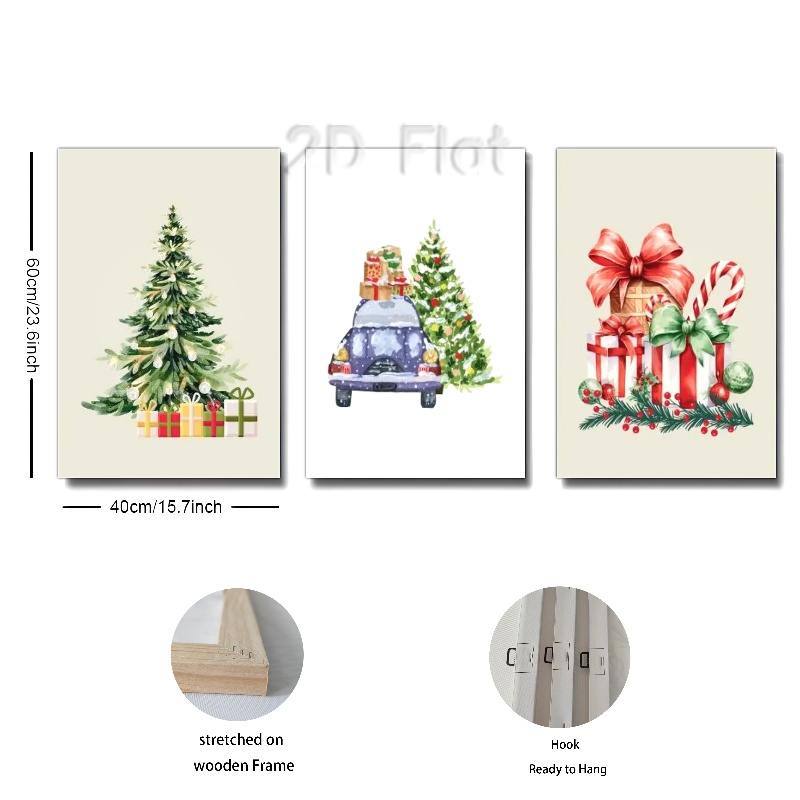 2D Flat
60cm/23.6inch
40cm/15.7inch
stretched on
wooden Frame
Hook
Ready to Hang